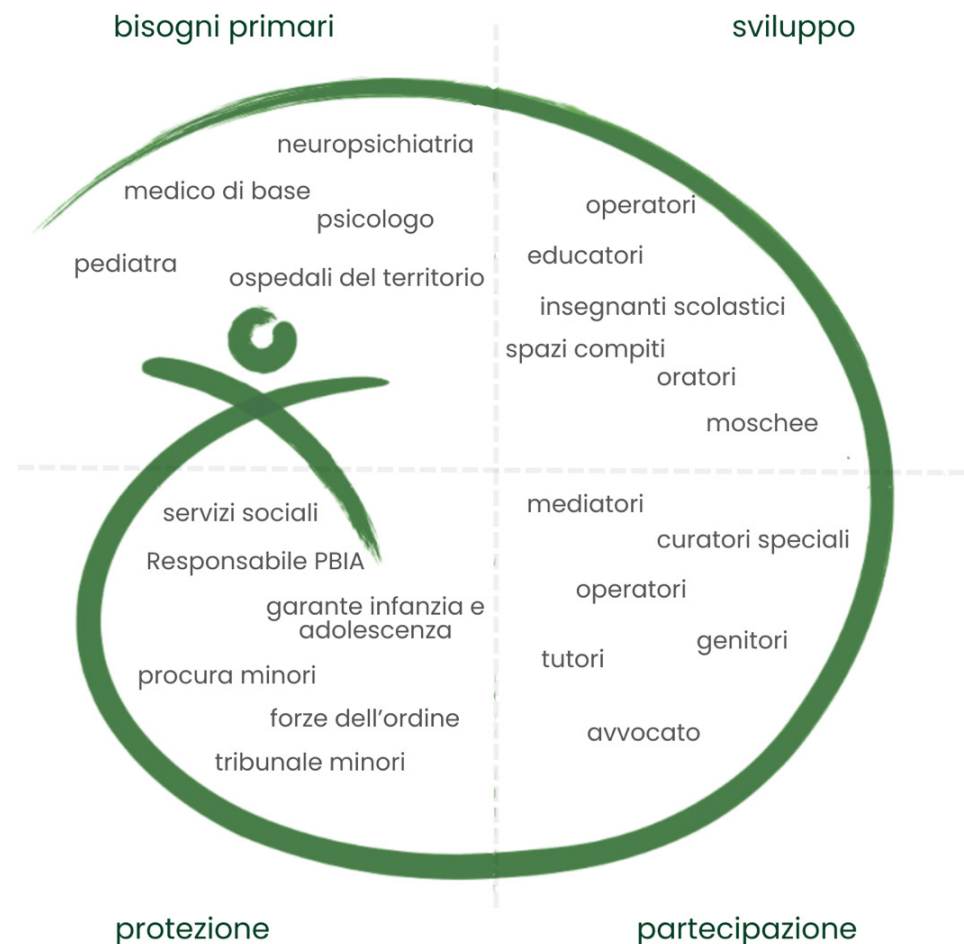 bisogni primari
sviluppo
neuropsichiatria
medico di base
psicologo
pediatra
ospedali del territorio
operatori
educatori
insegnanti scolastici
spazi compiti
oratori
moschee
servizi sociali
Responsabile PBIA
garante infanzia e
adolescenza
procura minori
forze dell’ordine
tribunale minori
mediatori
curatori speciali
operatori
genitori
tutori
avvocato
protezione
partecipazione